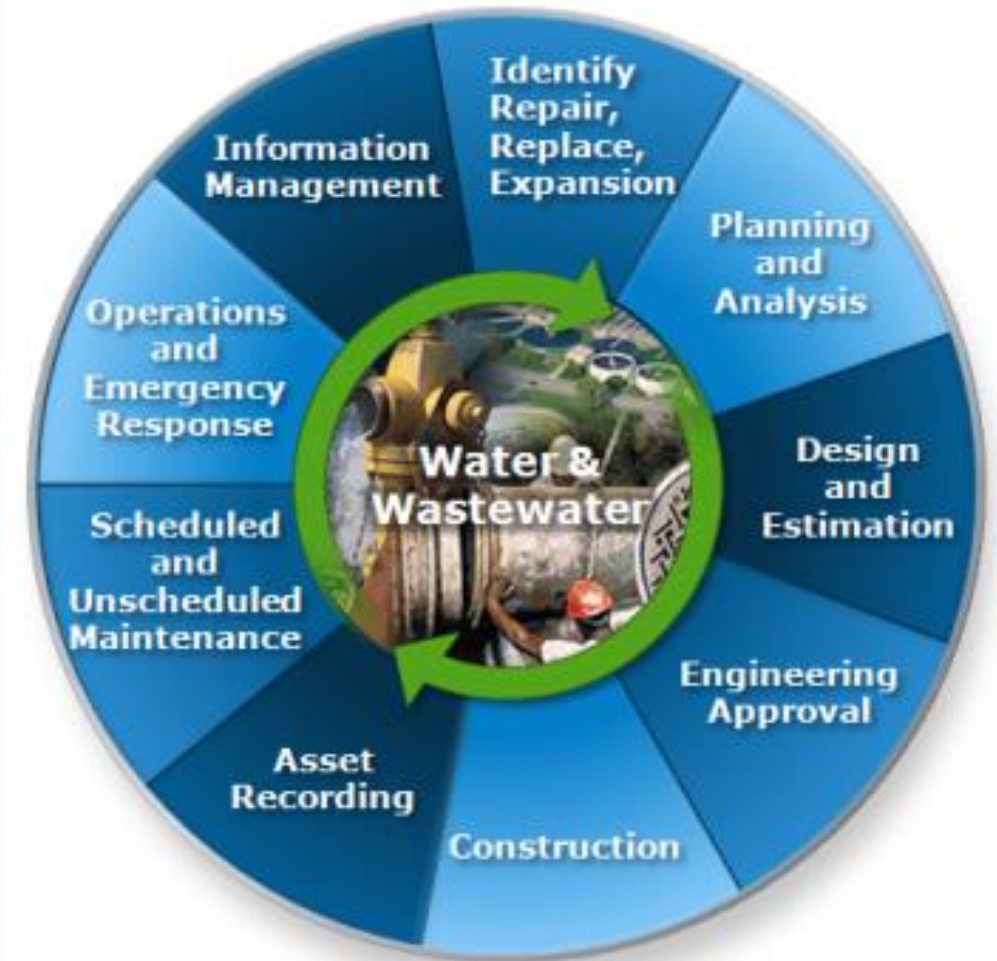 Identify
Repair,
Replace,
Expansion
Planning
and
Analysis
Design
and
Estimation
Engineering
Approval
Construction
Asset
Recording
Scheduled
and
Unscheduled
Maintenance
Operations
and
Emergency
Response
Information
Management
Water &
Wastewater